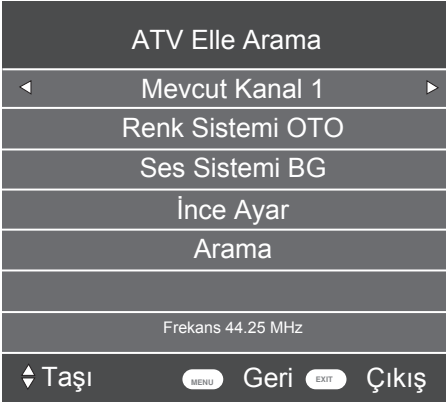 ATV Elle Arama
Mevcut Kanal 1
Renk Sistemi OTO
Ses Sistemi BG
İnce Ayar
Arama
Frekans 44.25 MHz
Taşı MENU Geri EXIT Çıkış